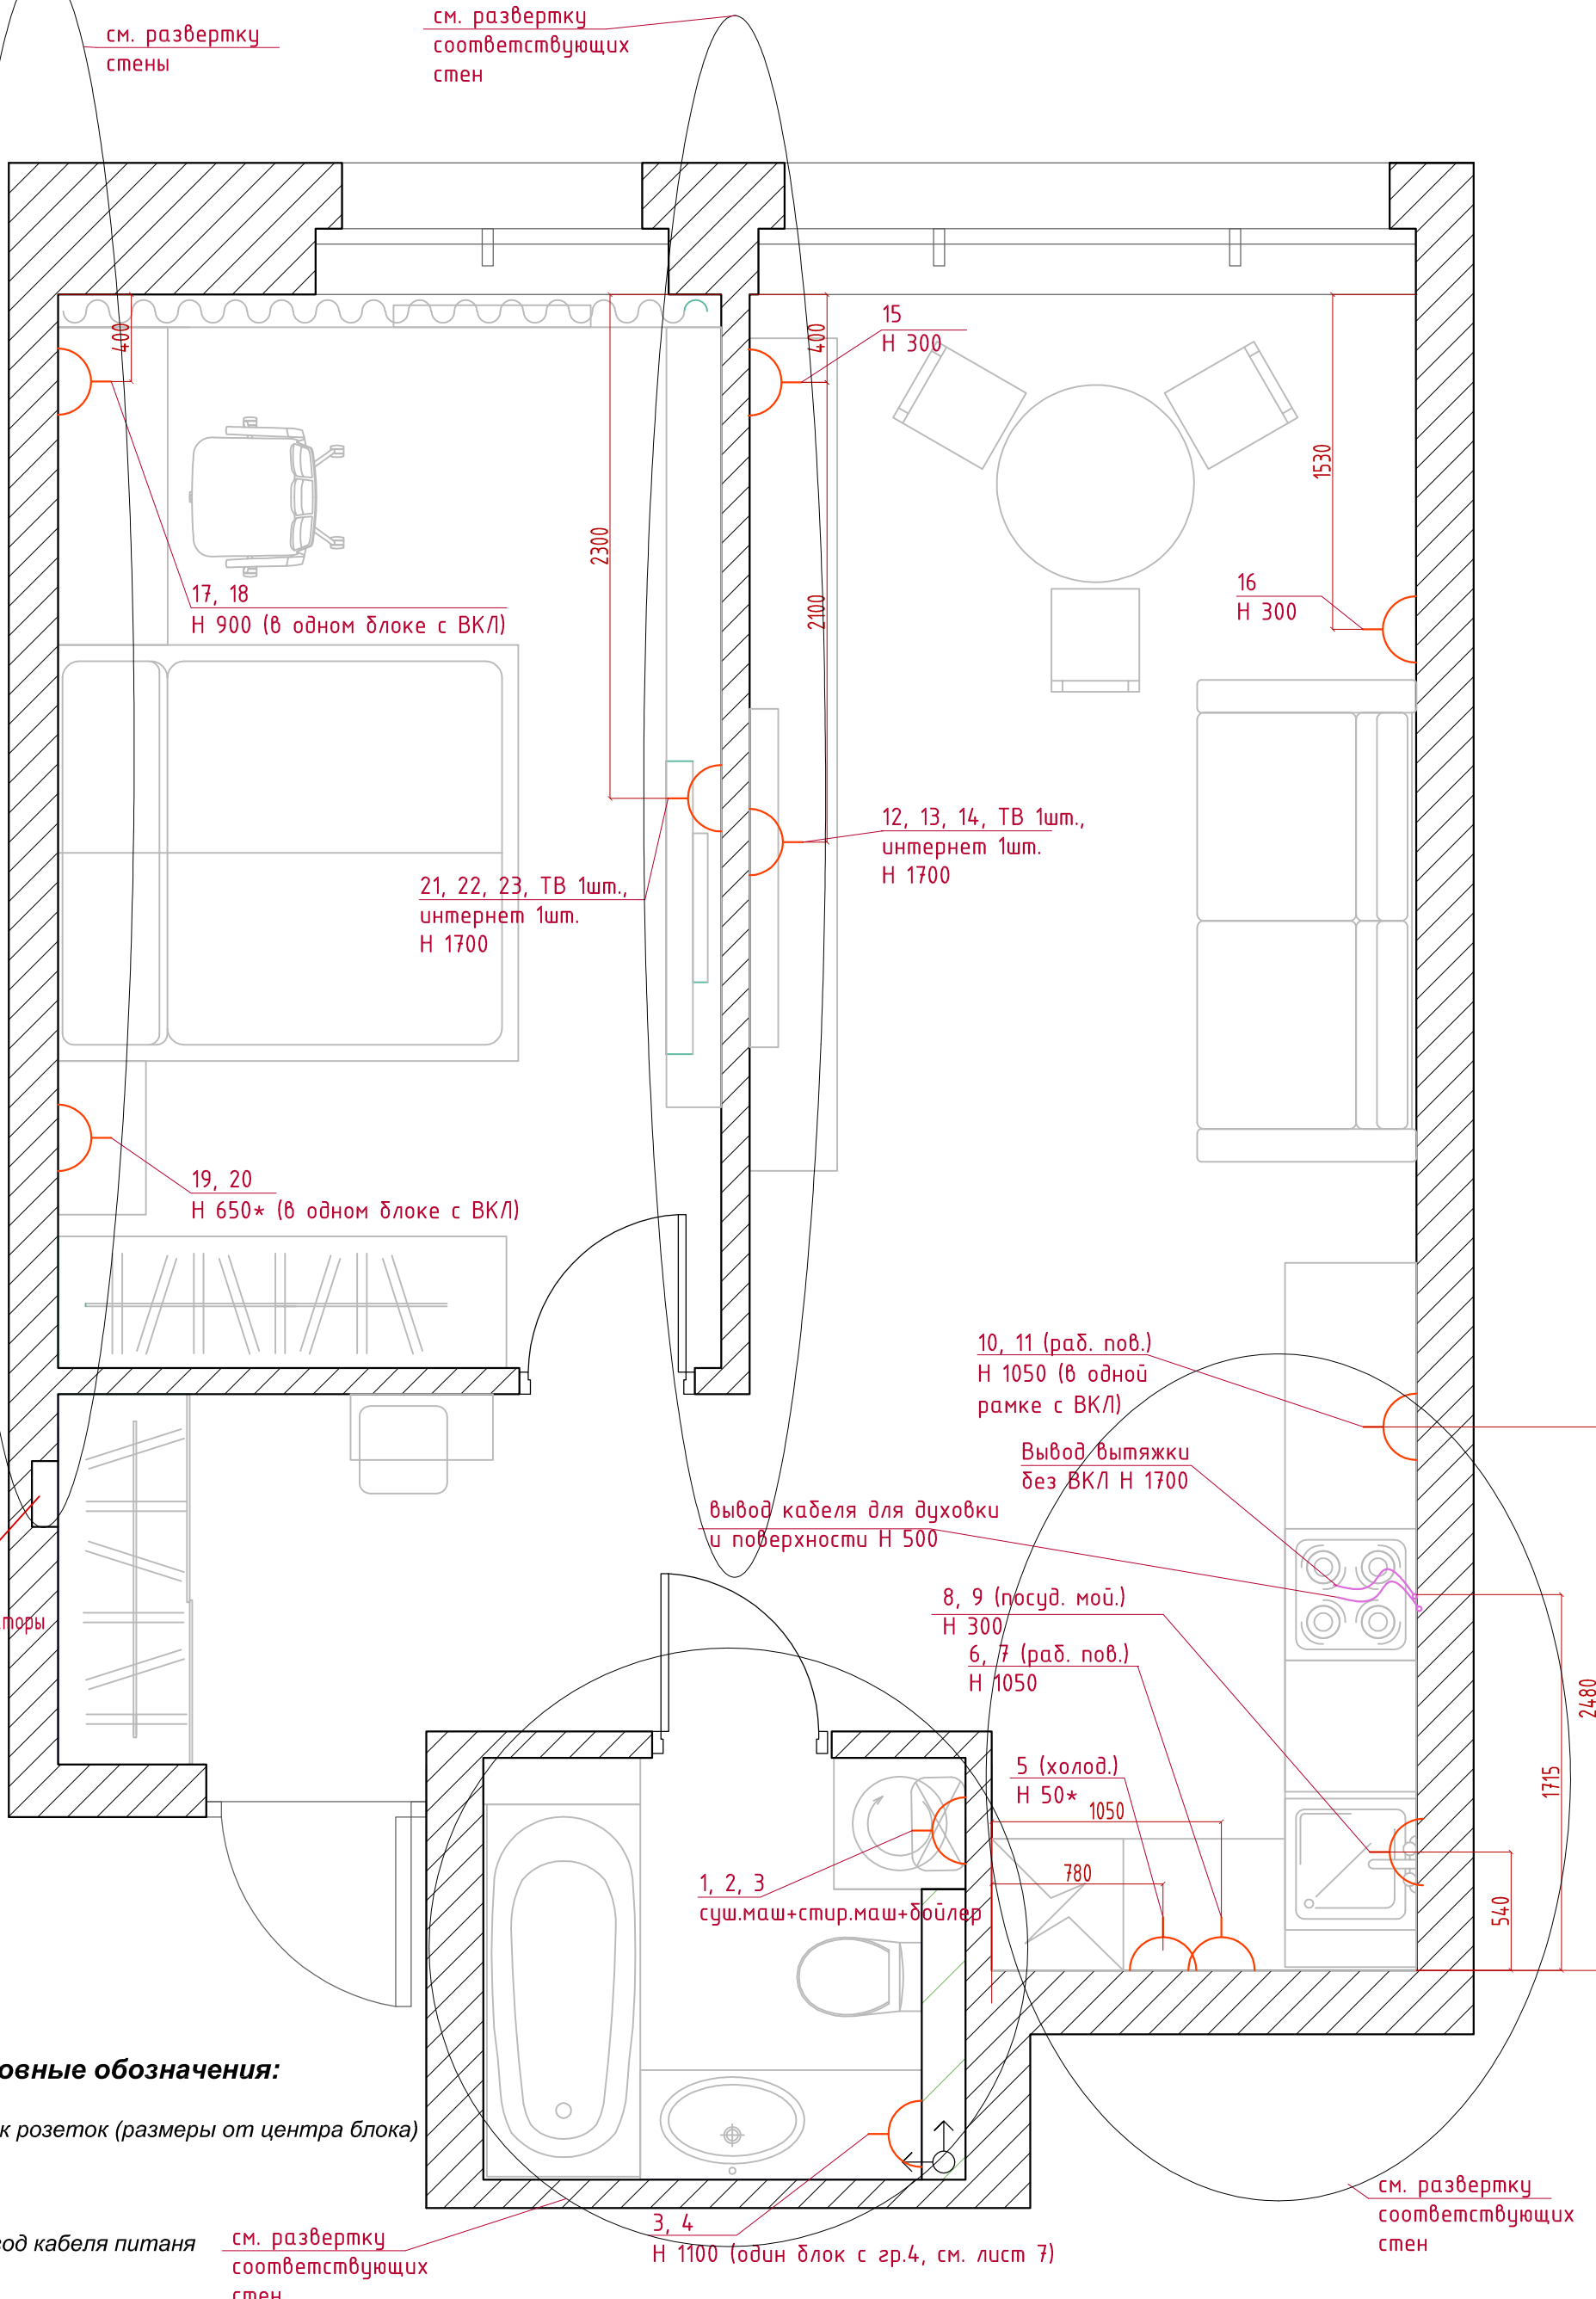 см. развертку
стены
см. развертку
соответствующих
стен
400
400
15
Н 300
1530
2300
2100
16
Н 300
17, 18
Н 900 (в одном блоке с ВКЛ)
12, 13, 14, ТВ 1шт.,
интернет 1шт.
Н 1700
21, 22, 23, ТВ 1шт.,
интернет 1шт.
Н 1700
19, 20
Н 650* (в одном блоке с ВКЛ)
10, 11 (раб. пов.)
Н 1050 (в одной
рамке с ВКЛ)
Вывод вытяжки
без ВКЛ Н 1700
вывод кабеля для духовки
и поверхности Н 500
8, 9 (посуд. мой.)
Н 300
торы
6, 7 (раб. пов.)
Н 1050
2480
5 (холод.)
Н 50*
1715
1050
780
1, 2, 3
суш.маш+стир.маш+бойлер
540
овные обозначения:
к розеток (размеры от центра блока)
од кабеля питаня
см. развертку
соответствующих
стен
3, 4
Н 1100 (один блок с гр.4, см. лист 7)
см. развертку
соответствующих
стен